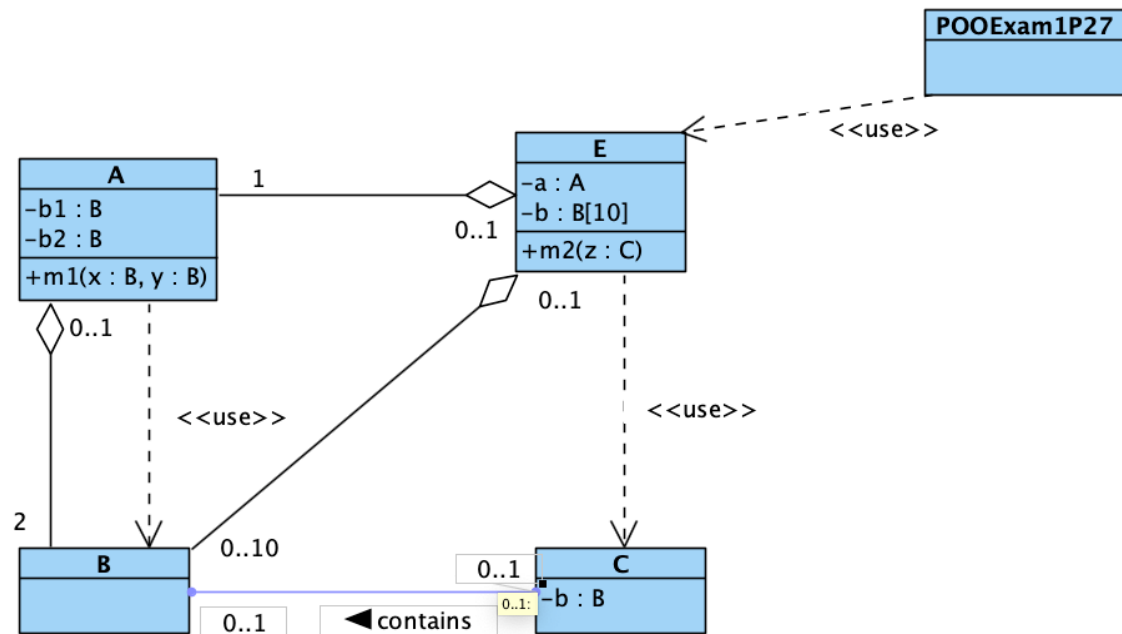 POOExam1P27
<<use>>
E
-a : A
-b : B[10]
+m2(z : C)
A
-b1 : B
-b2 : B
+m1(x : B, y : B)
1
0..1
0..1
0..1
<<use>>
<<use>>
2
0..10
B
C
-b : B
0..1
0..1:
0..1
◀ contains